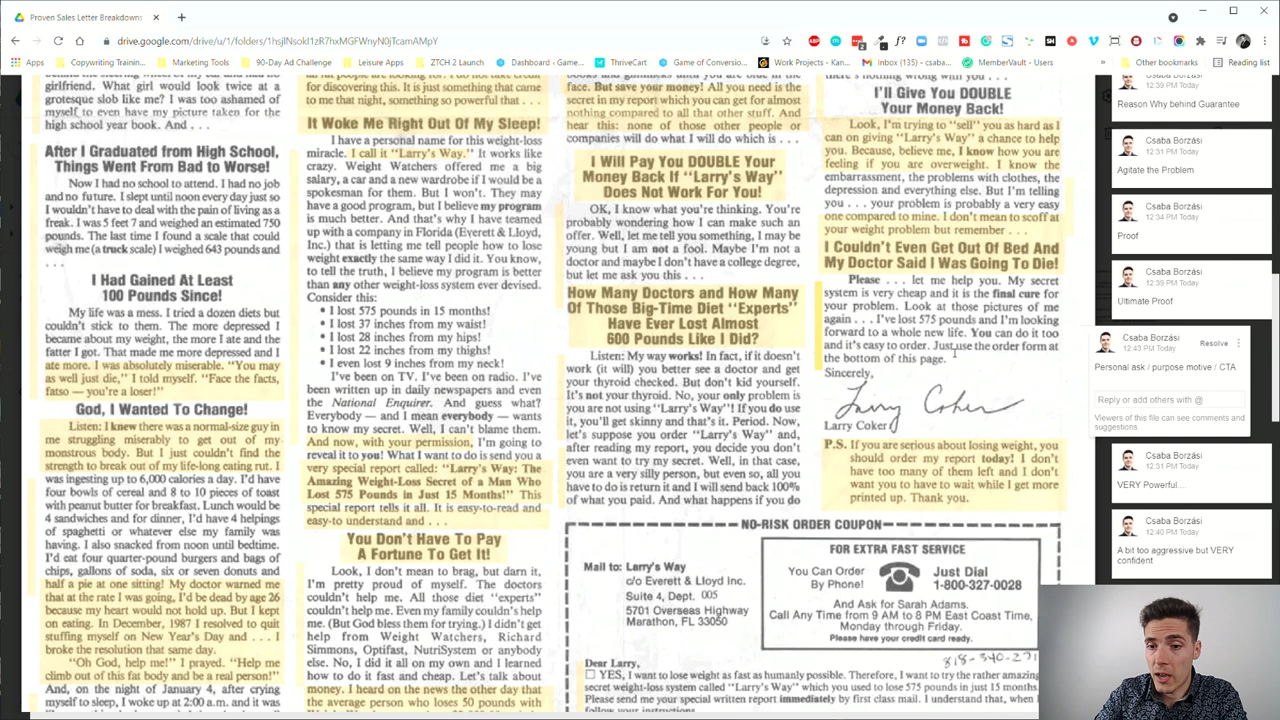 Proven Sales Letter Breakdowns
drive.google.com/drive/u/1/folders/1hsjlNsokI1zR7hxMGFWnyN0jTcamAMpY
Apps
Copywriting Trainin...
Marketing Tools
90-Day Ad Challenge
Leisure Apps
ZTCH 2 Launch
Dashboard ‹ Game...
ThriveCart
Game of Conversion...
Work Projects - Kan...
Inbox (135) - csaba...
MemberVault - Users
Other bookmarks
Reading list
girlfriend. What girl would look twice at
grotesque slob like me? I was too ashamed of
myself to even have my picture taken for the
high school year book. And . . .
After I Graduated from High School,
Things Went From Bad to Worse!
Now I had no school to attend. I had no job
and no future. I slept until noon every day just so
I wouldn't have to deal with the pain of living as a
freak. I was 5 feet 7 and weighed an estimated 750
pounds. The last time I found a scale that could
weigh me (a truck scale) I weighed 643 pounds and
. . .
I Had Gained At Least
100 Pounds Since!
My life was a mess. I tried a dozen diets but
couldn't stick to them. The more depressed I
became about my weight, the more I ate and the
fatter I got. That made me more depressed and I
ate more. I was absolutely miserable. "You may
as well just die," I told myself. "Face the facts,
fatso — you're a loser!"
God, I Wanted To Change!
Listen: I knew there was a normal-size guy in
me struggling miserably to get out of my
monstrous body. But I just couldn't find the
strength to break out of my life-long eating rut. I
was ingesting up to 6,000 calories a day. I'd have
four bowls of cereal and 8 to 10 pieces of toast
with peanut butter for breakfast. Lunch would be
4 sandwiches and for dinner, I'd have 4 helpings
of spaghetti or whatever else my family was
having. I also snacked from noon until bedtime.
I'd eat four quarter-pound burgers and bags of
chips, gallons of soda, six or seven donuts and
half a pie at one sitting! My doctor warned me
that at the rate I was going, I'd be dead by age 26
because my heart would not hold up. But I kept
on eating. In December, 1987 I resolved to quit
stuffing myself on New Year's Day and . . . I
broke the resolution that same day.
"Oh God, help me!" I prayed. "Help me
climb out of this fat body and be a real person!"
And, on the night of January 4, after crying
myself to sleep, I woke up at 2:00 a.m. and it was
for discovering this. It is just something that came
to me that night, something so powerful that . . .
It Woke Me Right Out Of My Sleep!
I have a personal name for this weight-loss
miracle. I call it "Larry's Way." It works like
crazy. Weight Watchers offered me a big
salary, a car and a new wardrobe if I would be a
spokesman for them. But I won't. They may
have a good program, but I believe my program
is much better. And that's why I have teamed
up with a company in Florida (Everett & Lloyd,
Inc.) that is letting me tell people how to lose
weight exactly the same way I did it. You know,
to tell the truth, I believe my program is better
than any other weight-loss system ever devised.
Consider this:
• I lost 575 pounds in 15 months!
• I lost 37 inches from my waist!
• I lost 28 inches from my hips!
• I lost 22 inches from my thighs!
• I even lost 9 inches from my neck!
I've been on TV. I've been on radio. I've
been written up in daily newspapers and even
the National Enquirer. And guess what?
Everybody — and I mean everybody — wants
to know my secret. Well, I can't blame them.
And now, with your permission, I'm going to
reveal it to you! What I want to do is send you a
very special report called: "Larry's Way: The
Amazing Weight-Loss Secret of a Man Who
Lost 575 Pounds in Just 15 Months!" This
special report tells it all. It is easy-to-read and
easy-to-understand and . . .
You Don't Have To Pay
A Fortune To Get It!
Look, I don't mean to brag, but darn it,
I'm pretty proud of myself. The doctors
couldn't help me. All those diet "experts"
couldn't help me. Even my family couldn't help
me. (But God bless them for trying.) I didn't get
help from Weight Watchers, Richard
Simmons, Optifast, NutriSystem or anybody
else. No, I did it all on my own and I learned
how to do it fast and cheap. Let's talk about
money. I heard on the news the other day that
the average person who loses 50 pounds with
face. But save your money! All you need is the
secret in my report which you can get for almost
nothing compared to all that other stuff. And
hear this: none of those other people or
companies will do what I will do which is . . .
I Will Pay You DOUBLE Your
Money Back If "Larry's Way"
Does Not Work For You!
OK, I know what you're thinking. You're
probably wondering how I can make such an
offer. Well, let me tell you something, I may be
young but I am not a fool. Maybe I'm not a
doctor and maybe I don't have a college degree,
but let me ask you this . . .
How Many Doctors and How Many
Of Those Big-Time Diet "Experts"
Have Ever Lost Almost
600 Pounds Like I Did?
Listen: My way works! In fact, if it doesn't
work (it will) you better see a doctor and get
your thyroid checked. But don't kid yourself.
It's not your thyroid. No, your only problem is
you are not using "Larry's Way"! If you do use
it, you'll get skinny and that's it. Period. Now,
let's suppose you order "Larry's Way" and,
after reading my report, you decide you don't
even want to try my secret. Well, in that case,
you are a very silly person, but even so, all you
have to do is return it and I will send back 100%
of what you paid. And what happens if you do
there's nothing wrong with you . . .
I'll Give You DOUBLE
Your Money Back!
Look, I'm trying to "sell" you as hard as I
can on giving "Larry's Way" a chance to help
you. Because, believe me, I know how you're
feeling if you are overweight. I know the
embarrassment, the problems with clothes, the
depression and everything else. But I'm telling
you . . . your problem is probably a very easy
one compared to mine. I don't mean to scoff at
your weight problem but remember . . .
I Couldn't Even Get Out Of Bed And
My Doctor Said I Was Going To Die!
Please . . . let me help you. My secret
system is very cheap and it is the final cure for
your problem. Look at those pictures of me
again . . . I've lost 575 pounds and I'm looking
forward to a whole new life. You can do it too
and it's easy to order. Just use the order form at
the bottom of this page.
Sincerely,
Larry Coker
Larry Coker
P.S. If you are serious about losing weight, you
should order my report today! I don't
have too many of them left and I don't
want you to have to wait while I get more
printed up. Thank you.
NO-RISK ORDER COUPON
Mail to: Larry's Way
c/o Everett & Lloyd Inc.
Suite 4, Dept. 005
5701 Overseas Highway
Marathon, FL 33050
FOR EXTRA FAST SERVICE
You Can Order
By Phone!
Just Dial
1-800-327-0028
And Ask for Sarah Adams.
Call Any Time from 9 AM to 8 PM East Coast Time,
Monday through Friday.
Please have your credit card ready.
Dear Larry,
YES, I want to lose weight as fast as humanly possible. Therefore, I want to try the rather amazing
secret weight-loss system called "Larry's Way" which you used to lose 575 pounds in just 15 months.
Please send me your special written report immediately by first class mail. I understand that, when
818-340-271
Csaba Borzási
12:39 PM Today
Reason Why behind Guarantee
Csaba Borzási
12:31 PM Today
Agitate the Problem
Csaba Borzási
12:34 PM Today
Proof
Csaba Borzási
12:39 PM Today
Ultimate Proof
Csaba Borzási
12:43 PM Today
Resolve
Personal ask / purpose motive / CTA
Reply or add others with @
Viewers of this file can see comments and
suggestions
Csaba Borzási
12:31 PM Today
VERY Powerful....
Csaba Borzási
12:40 PM Today
A bit too aggressive but VERY
confident